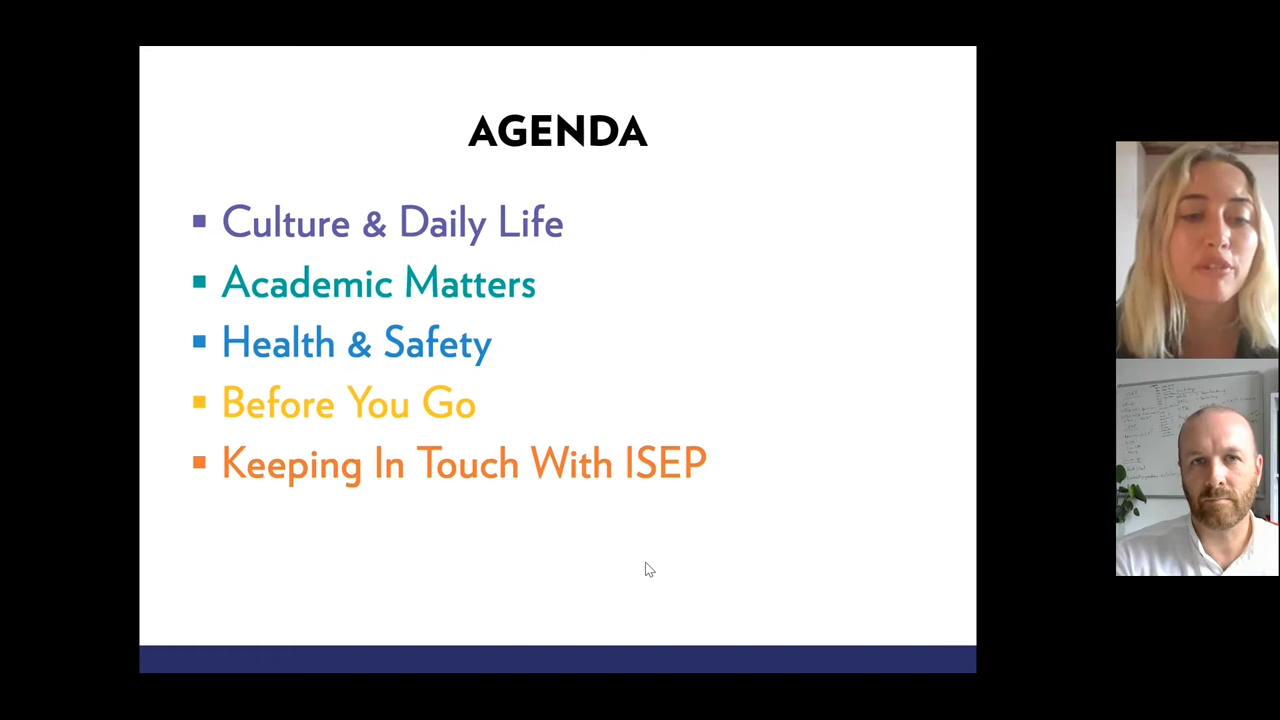 AGENDA
Culture & Daily Life
Academic Matters
Health & Safety
Before You Go
Keeping In Touch With ISEP